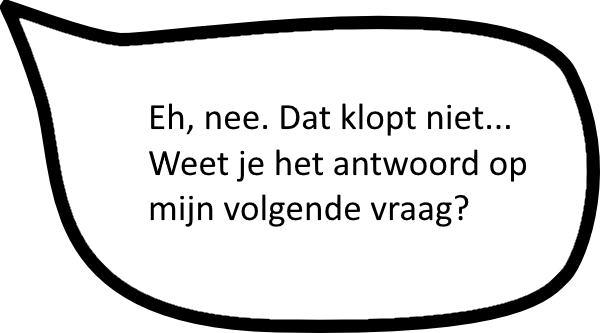 Eh, nee. Dat klopt niet...
Weet je het antwoord op
mijn volgende vraag?